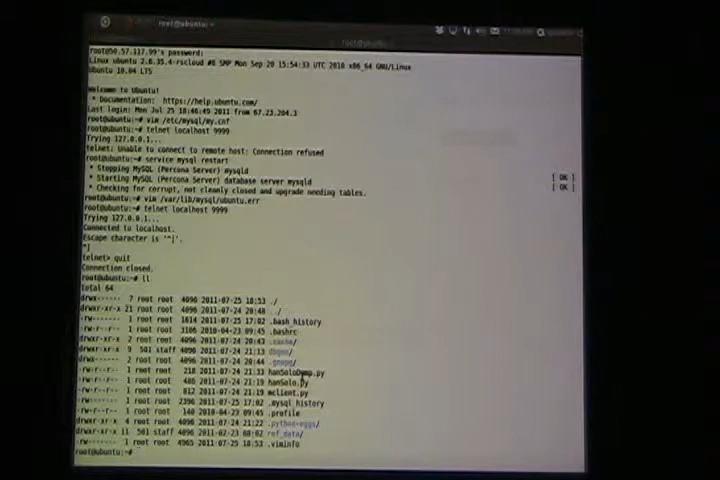 root@ubuntu: ~
root@50.57.117.99's password:
Linux ubuntu 2.6.35.4-rscloud #8 SMP Mon Sep 20 15:54:33 UTC 2010 x86_64 GNU/Linux
Ubuntu 10.04 LTS
Welcome to Ubuntu!
* Documentation: https://help.ubuntu.com/
Last login: Mon Jul 25 18:46:49 2011 from 67.23.204.3
root@ubuntu:~# vim /etc/mysql/my.cnf
root@ubuntu:~# telnet localhost 9999
Trying 127.0.0.1...
telnet: Unable to connect to remote host: Connection refused
root@ubuntu:~# service mysql restart
* Stopping MySQL (Percona Server) mysqld [ OK ]
* Starting MySQL (Percona Server) database server mysqld [ OK ]
* Checking for corrupt, not cleanly closed and upgrade needing tables.
root@ubuntu:~# vim /var/lib/mysql/ubuntu.err
root@ubuntu:~# telnet localhost 9999
Trying 127.0.0.1...
Connected to localhost.
Escape character is '^]'.
^]
telnet> quit
Connection closed.
root@ubuntu:~# ll
total 64
drwx------ 7 root root 4096 2011-07-25 18:53 ./
drwxr-xr-x 21 root root 4096 2011-07-24 20:48 ../
-rw------- 1 root root 1614 2011-07-25 17:02 .bash_history
-rw-r--r-- 1 root root 3106 2010-04-23 09:45 .bashrc
drwxr-xr-x 2 root root 4096 2011-07-24 20:43 .cache/
drwxr-xr-x 9 501 staff 4096 2011-07-24 21:13 dbgen/
drwx------ 2 root root 4096 2011-07-24 20:44 .gnupg/
-rw-r--r-- 1 root root 218 2011-07-24 21:33 hanSoloDump.py
-rw-r--r-- 1 root root 486 2011-07-24 21:19 hanSolo.py
-rw-r--r-- 1 root root 812 2011-07-24 21:19 mclient.py
-rw------- 1 root root 2396 2011-07-25 17:02 .mysql_history
-rw-r--r-- 1 root root 140 2010-04-23 09:45 .profile
drwxr-xr-x 4 root root 4096 2011-07-24 21:22 .python-eggs/
drwxr-xr-x 11 501 staff 4096 2011-02-23 08:02 ref_data/
-rw------- 1 root root 4965 2011-07-25 18:53 .viminfo
root@ubuntu:~#